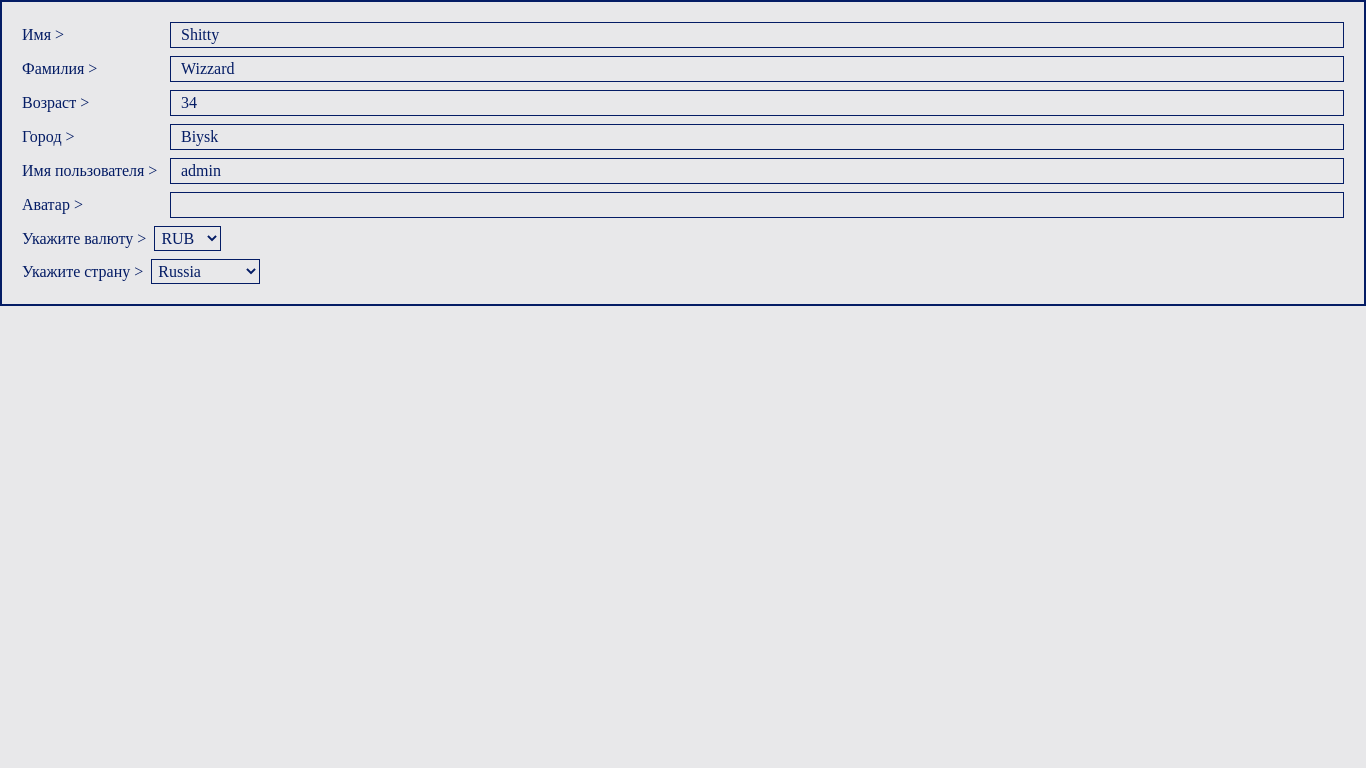 Имя > Shitty
Фамилия > Wizzard
Возраст > 34
Город > Biysk
Имя пользователя > admin
Аватар >
Укажите валюту > RUB
Укажите страну > Russia